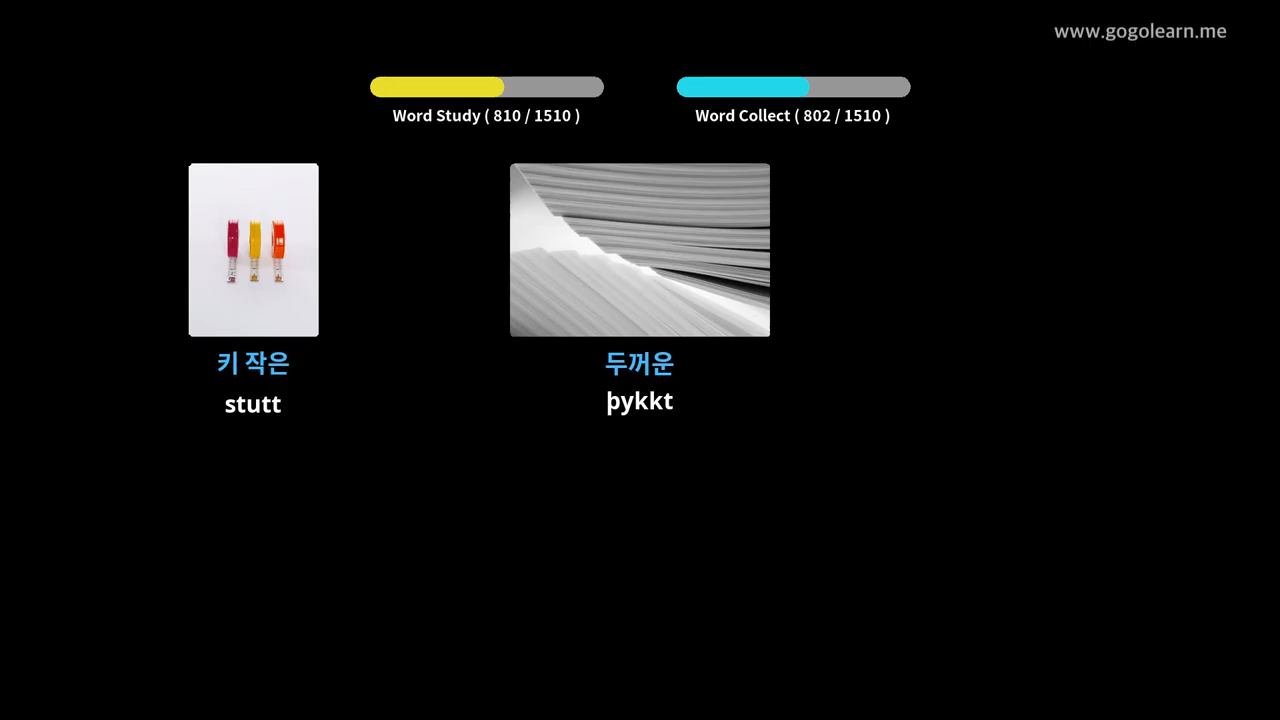 www.gogolearn.me
Word Study ( 810 / 1510 )
Word Collect ( 802 / 1510 )
키 작은
stutt
두꺼운
þykkt